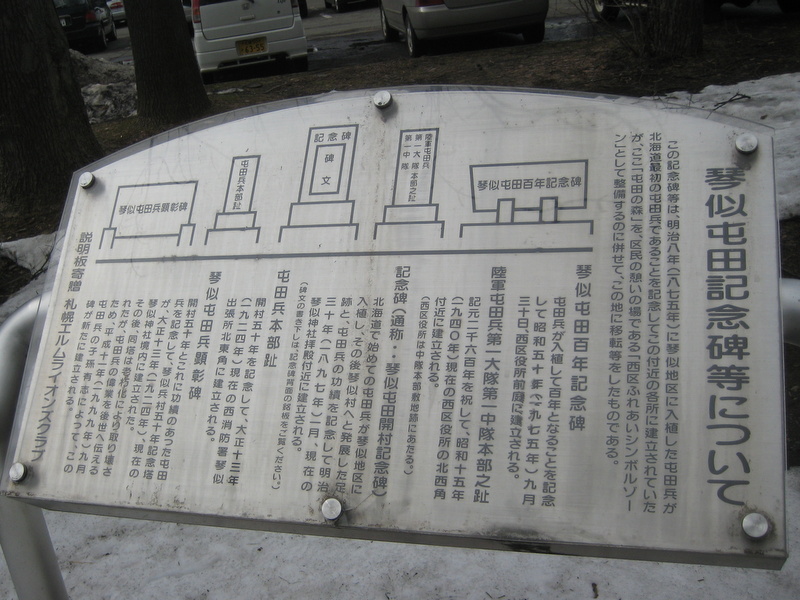 琴似屯田記念碑等について
この記念碑等は、明治八年（一八七五年）に琴似地区に入植した屯田兵が
北海道最初の屯田兵であることを記念してこの付近の各所に建立されていた
が、ここ「屯田の森」を、区民の憩いの場である「西区ふれあいシンボルゾー
ン」として整備するのに併せて、この地に移転等をしたものである。
琴似屯田百年記念碑
陸軍屯田兵
第一大隊本部之趾
第一中隊
記念碑
碑文
屯田兵本部趾
琴似屯田兵顕彰碑
琴似屯田百年記念碑
屯田兵が入植して百年となることを記念
して昭和五十年（一九七五年）九月
三十日、西区役所前庭に建立される。
陸軍屯田兵第一大隊第一中隊本部之趾
紀元二千六百年を祝して、昭和十五年
（一九四〇年）現在の西区役所の北西角
付近に建立される。
（西区役所は中隊本部敷地跡にあたる。）
記念碑（通称・・琴似屯田開村記念碑）
北海道で始めての屯田兵が琴似地区に
入植し、その後琴似村へと発展した足
跡と、屯田兵の功績を記念して明治
三十年（一八九七年）一月、現在の
琴似神社拝殿付近に建立される。
（碑文の書き下しは、記念碑背面の銘板をご覧ください）
屯田兵本部趾
開村五十年を記念して、大正十三年
（一九二四年）現在の西消防署琴似
出張所北東角に建立される。
琴似屯田兵顕彰碑
開村五十年とこれに功績のあった屯田
兵を記念して、琴似兵村五十年記念塔
が、大正十三年（一九二四年）、現在の
琴似神社境内に建立された。
その後、同塔は老朽化により取り壊さ
れたが、屯田兵の偉業を後世へ伝える
ため、平成十一年（一九九九年）九月
屯田兵の子孫有志によって、この
碑が新たに建立される。
説明板寄贈 札幌エルムライオンズクラブ